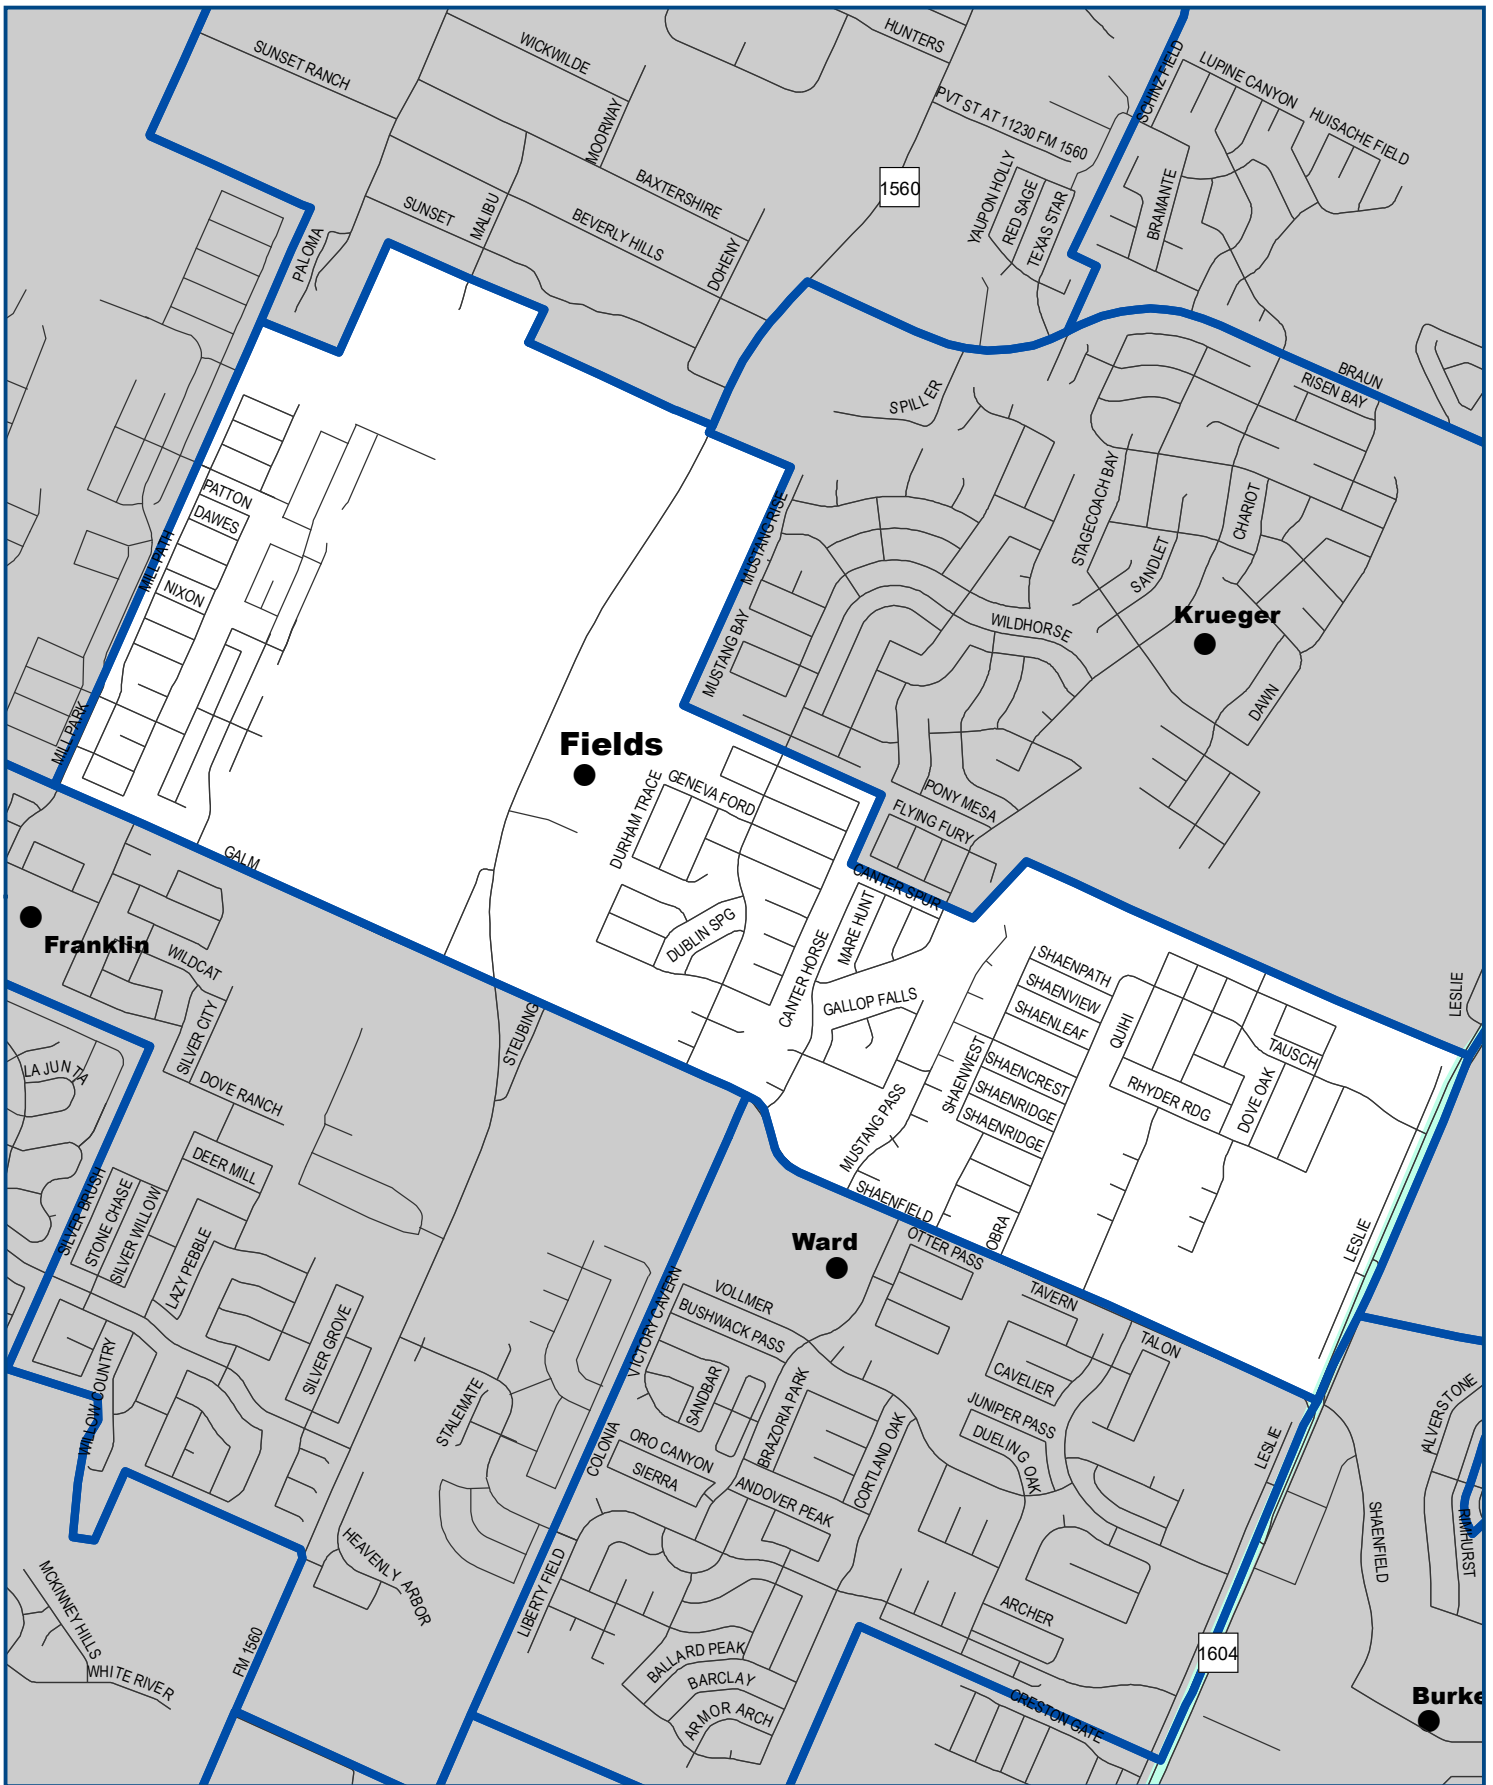 HUNTERS
WICKWILDE
SUNSET RANCH
SCHINZ FIELD
LUPINE CANYON
HUISACHE FIELD
PVT ST AT 11230 FM 1560
MOORWAY
1560
BAXTERSHIRE
YAUPON HOLLY
RED SAGE
TEXAS STAR
BRAMANTE
SUNSET
MALIBU
BEVERLY HILLS
PALOMA
DOHENY
BRAUN
RISEN BAY
SPILLER
PATTON
DAWES
MILL PATH
NIXON
MUSTANG RISE
STAGECOACH BAY
CHARIOT
SANDLET
Krueger
WILDHORSE
MUSTANG BAY
DAWN
MILL PARK
Fields
GENEVA FORD
DURHAM TRACE
PONY MESA
FLYING FURY
GALM
CANTER SPUR
MARE HUNT
Franklin
WILDCAT
DUBLIN SPG
CANTER HORSE
SHAENPATH
SHAENVIEW
SHAENLEAF
LESLIE
GALLOP FALLS
SILVER CITY
STEUBING
QUIHI
TAUSCH
SHAENWEST
SHAENCREST
SHAENRIDGE
SHAENRIDGE
RHYDER RDG
DOVE OAK
LA JUNTA
DOVE RANCH
MUSTANG PASS
DEER MILL
SILVER BRUSH
STONE CHASE
SILVER WILLOW
SHAENFIELD
LAZY PEBBLE
Ward
OTTER PASS
OBRA
LESLIE
VOLLMER
BUSHWACK PASS
TAVERN
TALON
VICTORY CAVERN
SILVER GROVE
WILLOW COUNTRY
SANDBAR
CAVELIER
STALEMATE
BRAZORIA PARK
JUNIPER PASS
DUELING OAK
ALVERSTONE
COLONIA
ORO CANYON
SIERRA
CORTLAND OAK
LESLIE
ANDOVER PEAK
SHAENFIELD
RIMHURST
HEAVENLY ARBOR
LIBERTY FIELD
MCKINNEY HILLS
WHITE RIVER
FM 1560
ARCHER
BALLARD PEAK
BARCLAY
ARMOR ARCH
1604
CRESTON GATE
Burke